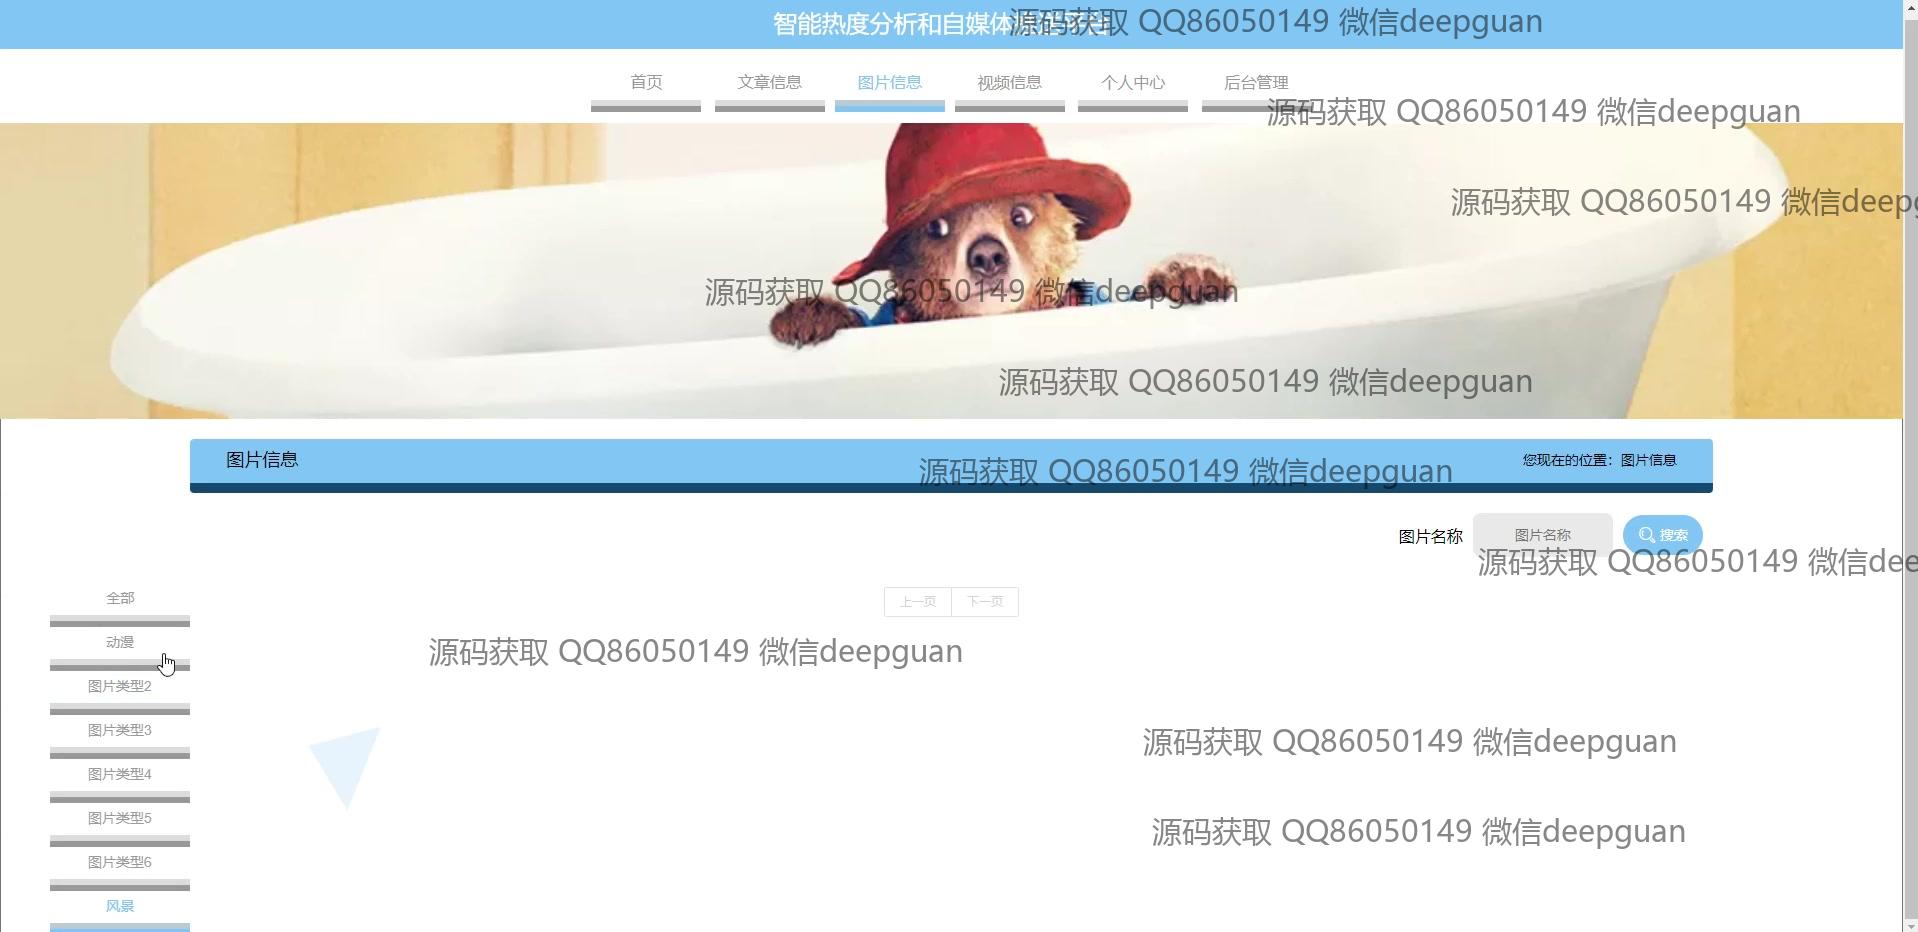 智能热度分析和自媒体
源码获取 QQ86050149 微信deepguan
首页 文章信息 图片信息 视频信息 个人中心 后台管理
源码获取 QQ86050149 微信deepguan
源码获取 QQ86050149 微信deep
源码获取 QQ86050149 微信deepguan
源码获取 QQ86050149 微信deepguan
图片信息
您现在的位置：图片信息
源码获取 QQ86050149 微信deepguan
图片名称 图片名称 搜索
源码获取 QQ86050149 微信dee
全部
上一页 下一页
动漫
源码获取 QQ86050149 微信deepguan
图片类型2
图片类型3
源码获取 QQ86050149 微信deepguan
图片类型4
图片类型5
源码获取 QQ86050149 微信deepguan
图片类型6
风景